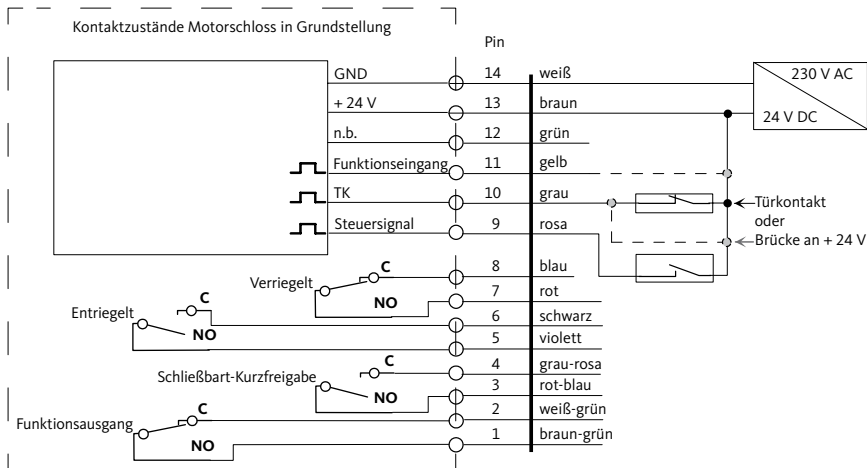 Kontaktzustände Motorschloss in Grundstellung
Pin
GND 14 weiß
230 V AC
+ 24 V 13 braun
24 V DC
n.b. 12 grün
Funktionseingang 11 gelb
TK 10 grau
Türkontakt
oder
Brücke an + 24 V
Steuersignal 9 rosa
Verriegelt C 8 blau
NO 7 rot
Entriegelt C 6 schwarz
NO 5 violett
Schließbart-Kurzfreigabe C 4 grau-rosa
NO 3 rot-blau
Funktionsausgang C 2 weiß-grün
NO 1 braun-grün